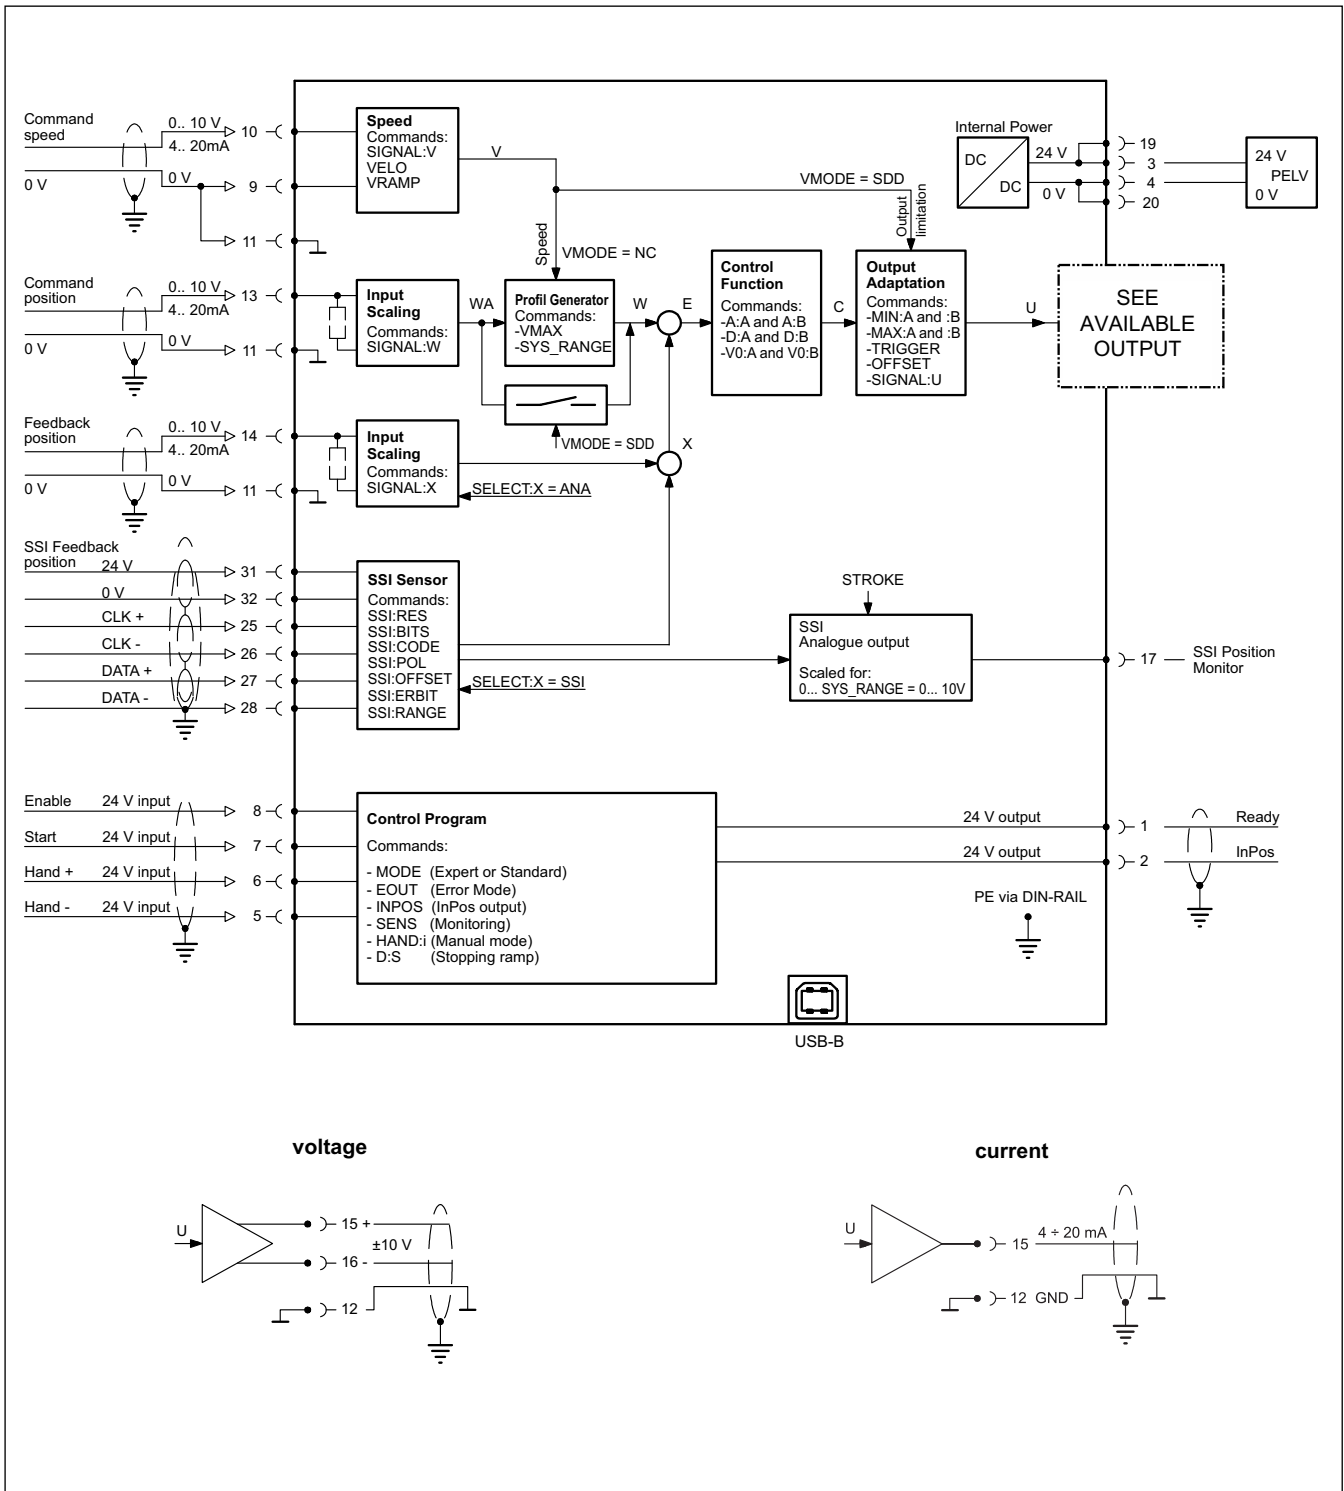 Command
speed
0.. 10 V
4.. 20mA
10
0 V
0 V
9
11
Speed
Commands:
SIGNAL:V
VELO
VRAMP
V
VMODE = SDD
Output
limitation
Speed
VMODE = NC
Internal Power
DC
DC
24 V
0 V
19
3
4
20
24 V
PELV
0 V
Command
position
0.. 10 V
4.. 20mA
13
0 V
0 V
11
Input
Scaling
Commands:
SIGNAL:W
WA
Profil Generator
Commands:
-VMAX
-SYS_RANGE
W
E
Control
Function
Commands:
-A:A and A:B
-D:A and D:B
-V0:A and V0:B
C
Output
Adaptation
Commands:
-MIN:A and :B
-MAX:A and :B
-TRIGGER
-OFFSET
-SIGNAL:U
U
SEE
AVAILABLE
OUTPUT
Feedback
position
0.. 10 V
4.. 20mA
14
0 V
0 V
11
Input
Scaling
Commands:
SIGNAL:X
VMODE = SDD
X
SELECT:X = ANA
SSI Feedback
position
24 V
31
0 V
32
CLK +
25
CLK -
26
DATA +
27
DATA -
28
SSI Sensor
Commands:
SSI:RES
SSI:BITS
SSI:CODE
SSI:POL
SSI:OFFSET
SSI:ERBIT
SSI:RANGE
SELECT:X = SSI
STROKE
SSI
Analogue output
Scaled for:
0... SYS_RANGE = 0... 10V
17
SSI Position
Monitor
Enable 24 V input 8
Start 24 V input 7
Hand + 24 V input 6
Hand - 24 V input 5
Control Program
Commands:
- MODE (Expert or Standard)
- EOUT (Error Mode)
- INPOS (InPos output)
- SENS (Monitoring)
- HAND:i (Manual mode)
- D:S (Stopping ramp)
24 V output 1 Ready
24 V output 2 InPos
PE via DIN-RAIL
USB-B
voltage
U
15 +
±10 V
16 -
12
current
U
15
4 ÷ 20 mA
12 GND